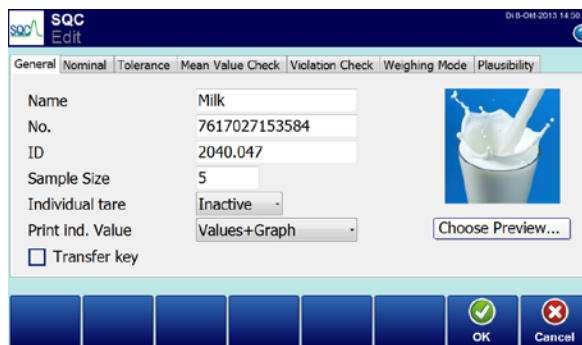 SQC SQC Di 8-Okt-2013 14:50
Edit
General Nominal Tolerance Mean Value Check Violation Check Weighing Mode Plausibility
Name Milk
No. 7617027153584
ID 2040.047
Sample Size 5
Individual tare Inactive
Print ind. Value Values+Graph Choose Preview...
Transfer key
OK Cancel